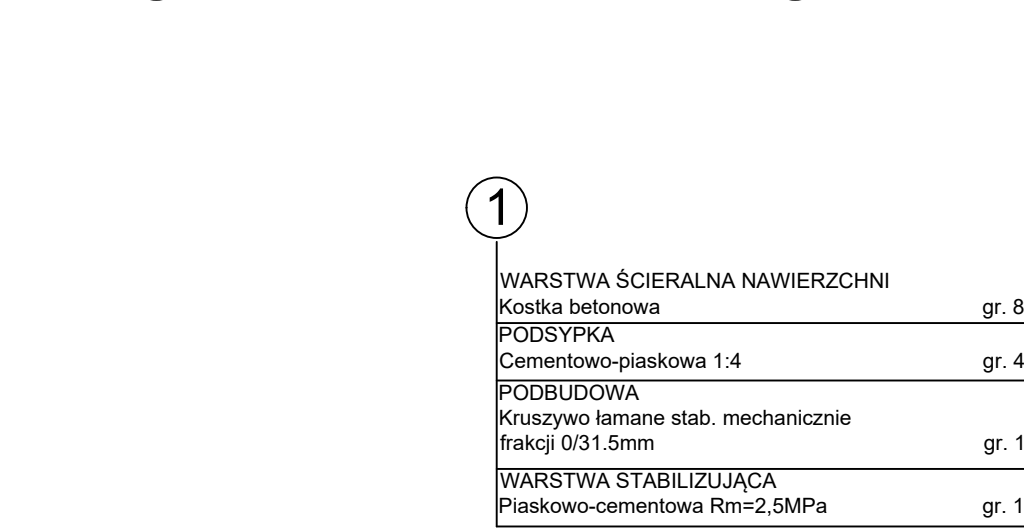 1
WARSTWA ŚCIERALNA NAWIERZCHNI
Kostka betonowa gr. 8
PODSYPKA
Cementowo-piaskowa 1:4 gr. 4
PODBUDOWA
Kruszywo łamane stab. mechanicznie
frakcji 0/31.5mm gr. 1
WARSTWA STABILIZUJĄCA
Piaskowo-cementowa Rm=2,5MPa gr. 1